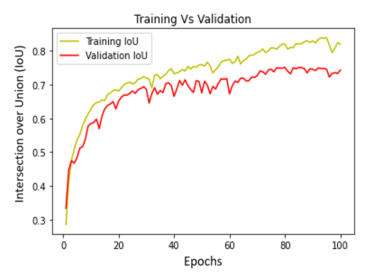 Training Vs Validation
Training IoU
Validation IoU
Intersection over Union (IoU)
0.8
0.7
0.6
0.5
0.4
0.3
0 20 40 60 80 100
Epochs